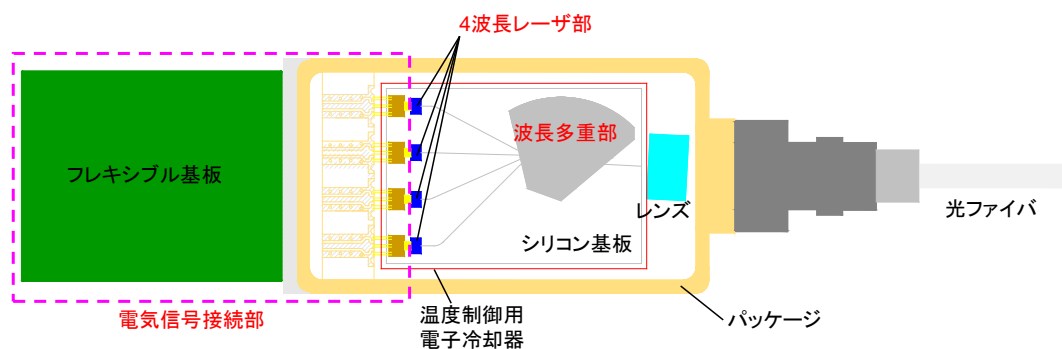 4波長レーザ部
波長多重部
フレキシブル基板
レンズ
光ファイバ
シリコン基板
電気信号接続部
温度制御用
電子冷却器
パッケージ